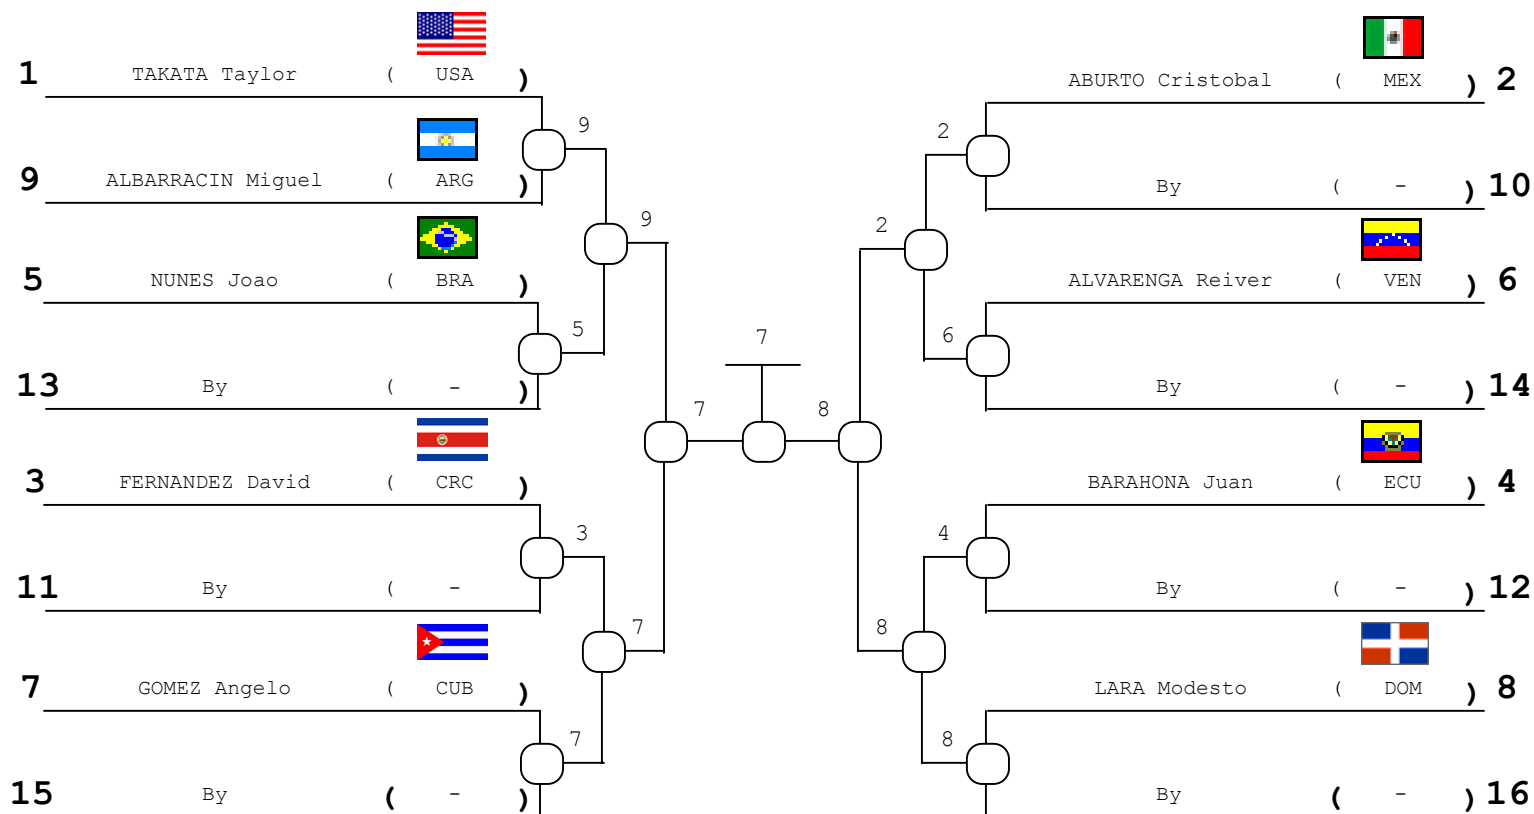 1 TAKATA Taylor ( USA )
9
9 ALBARRACIN Miguel ( ARG )
9
5 NUNES Joao ( BRA )
5
13 By ( - )
7
3 FERNANDEZ David ( CRC )
3
11 By ( - )
7
7 GOMEZ Angelo ( CUB )
7
15 By ( - )
7
ABURTO Cristobal ( MEX ) 2
2
By ( - ) 10
2
ALVARENGA Reiver ( VEN ) 6
6
By ( - ) 14
8
BARAHONA Juan ( ECU ) 4
4
By ( - ) 12
8
LARA Modesto ( DOM ) 8
8
By ( - ) 16